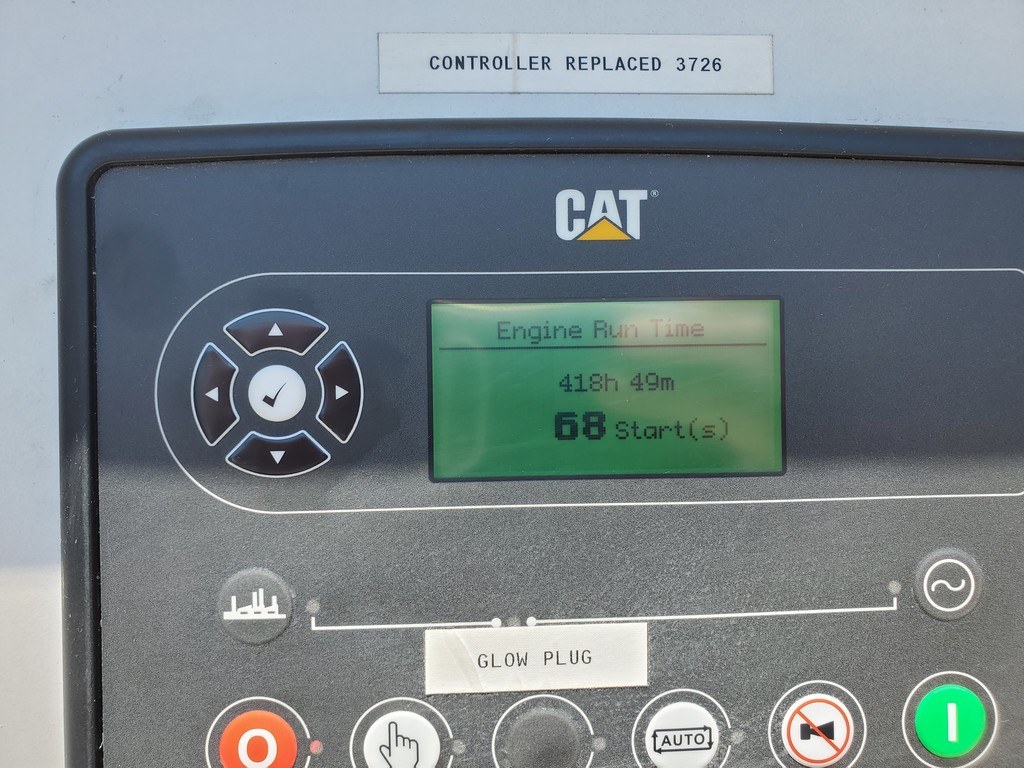 CONTROLLER REPLACED 3726
CAT®
Engine Run Time
418h 49m
68 Start(s)
GLOW PLUG
O
AUTO
I